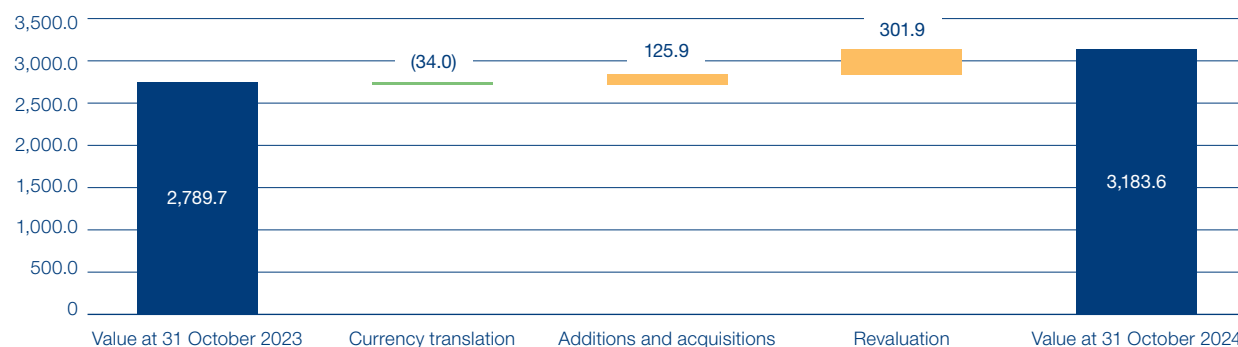 3,500.0
3,000.0
2,500.0
2,000.0
1,500.0
1,000.0
500.0
0
2,789.7
(34.0)
125.9
301.9
3,183.6
Value at 31 October 2023
Currency translation
Additions and acquisitions
Revaluation
Value at 31 October 2024